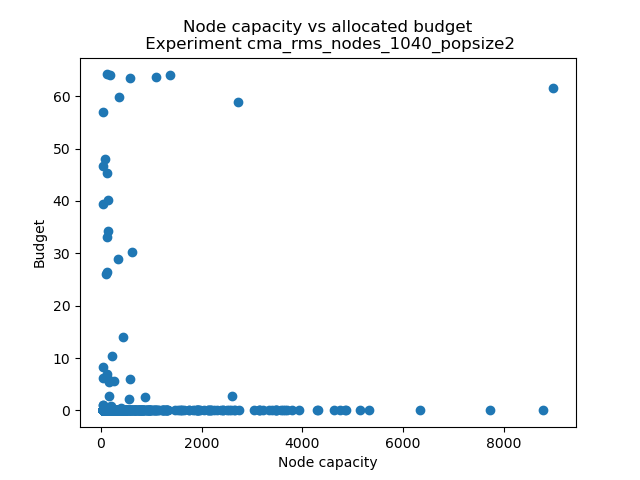 Node capacity vs allocated budget
Experiment cma_rms_nodes_1040_popsize2
60
50
40
30
20
10
0
Budget
0 2000 4000 6000 8000
Node capacity